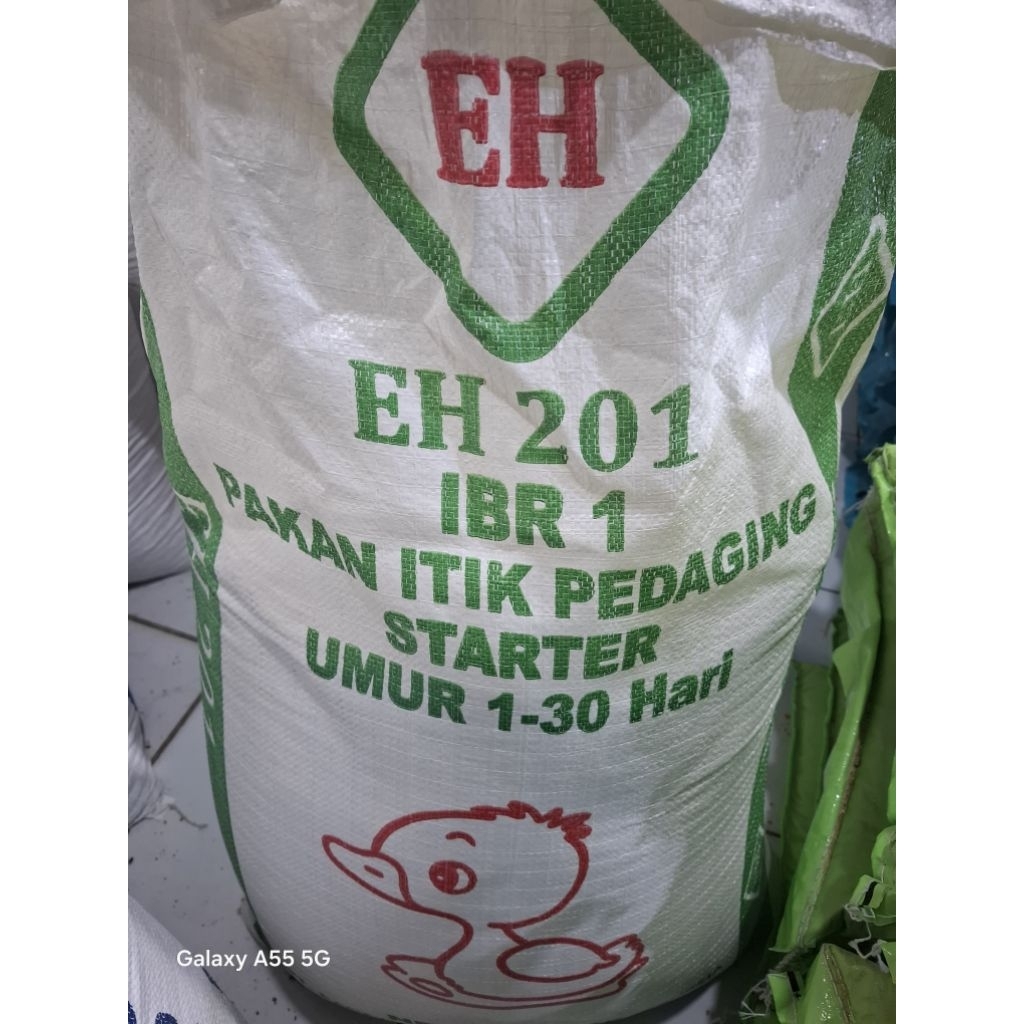 EH
EH 201
IBR 1
PAKAN ITIK PEDAGING
STARTER
UMUR 1-30 Hari
Galaxy A55 5G